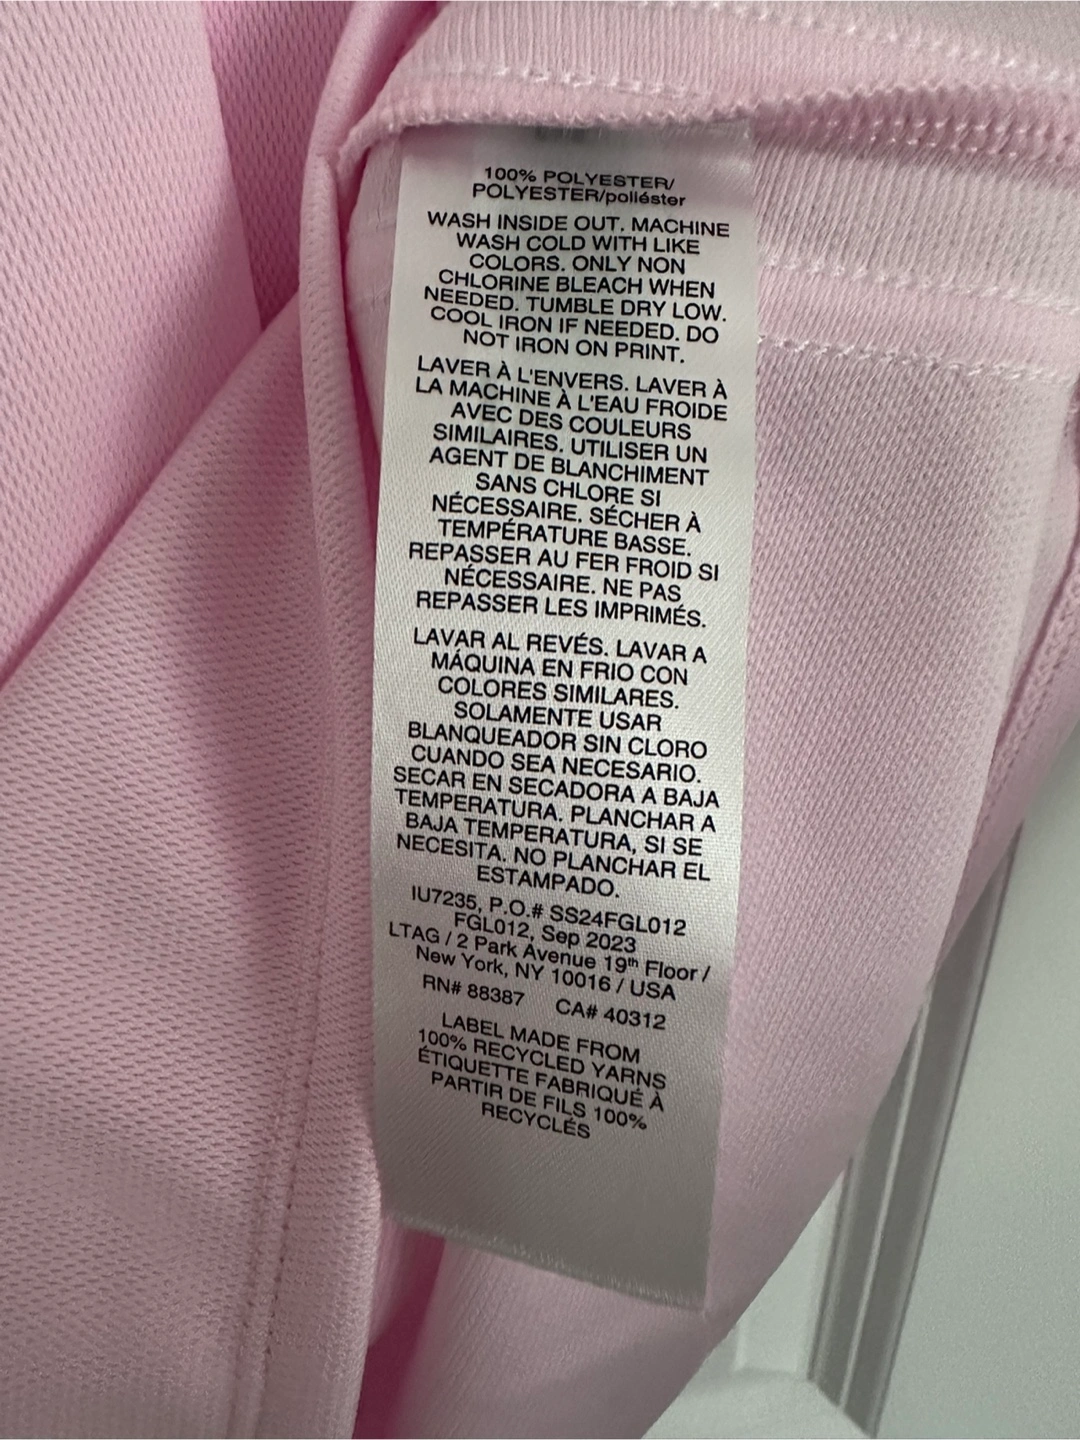 100% POLYESTER/
POLYESTER/poliéster
WASH INSIDE OUT. MACHINE
WASH COLD WITH LIKE
COLORS. ONLY NON
CHLORINE BLEACH WHEN
NEEDED. TUMBLE DRY LOW.
COOL IRON IF NEEDED. DO
NOT IRON ON PRINT.
LAVER À L'ENVERS. LAVER À
LA MACHINE À L'EAU FROIDE
AVEC DES COULEURS
SIMILAIRES. UTILISER UN
AGENT DE BLANCHIMENT
SANS CHLORE SI
NÉCESSAIRE. SÉCHER À
TEMPÉRATURE BASSE.
REPASSER AU FER FROID SI
NÉCESSAIRE. NE PAS
REPASSER LES IMPRIMÉS.
LAVAR AL REVÉS. LAVAR A
MÁQUINA EN FRIO CON
COLORES SIMILARES.
SOLAMENTE USAR
BLANQUEADOR SIN CLORO
CUANDO SEA NECESARIO.
SECAR EN SECADORA A BAJA
TEMPERATURA. PLANCHAR A
BAJA TEMPERATURA, SI SE
NECESITA. NO PLANCHAR EL
ESTAMPADO.
IU7235, P.O.# SS24FGL012
FGL012, Sep 2023
LTAG / 2 Park Avenue 19th Floor /
New York, NY 10016 / USA
RN# 88387 CA# 40312
LABEL MADE FROM
100% RECYCLED YARNS
ÉTIQUETTE FABRIQUÉ À
PARTIR DE FILS 100%
RECYCLÉS